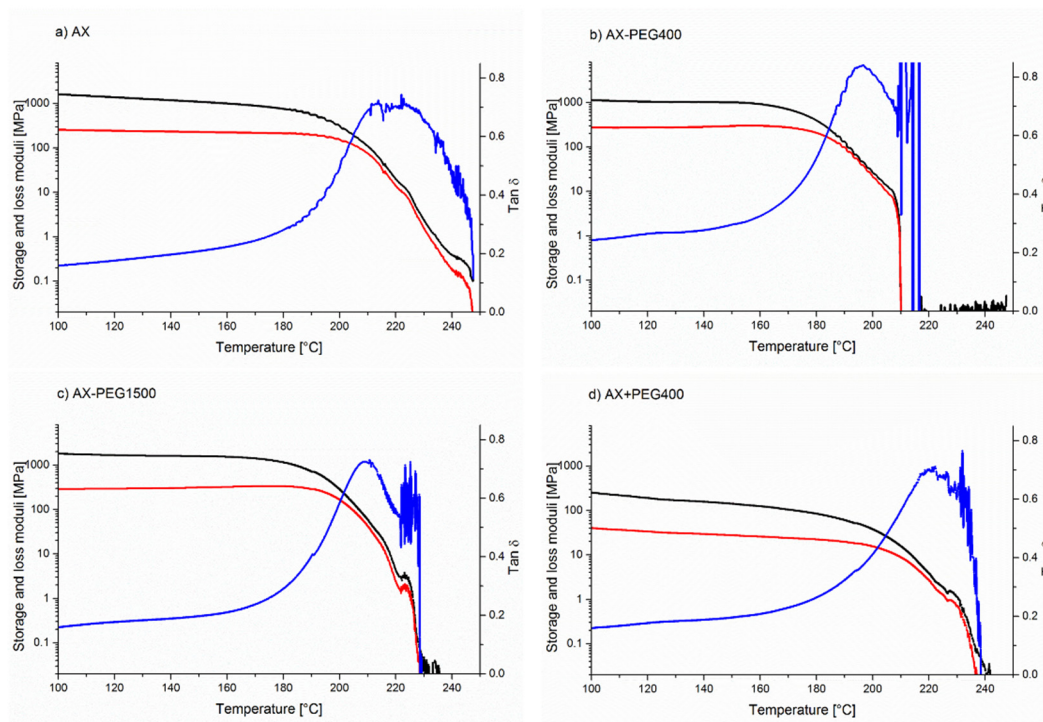 a) AX
Storage and loss moduli [MPa]
1000
100
10
1
0.1
0.8
0.6
0.4
0.2
0.0
Tan δ
100 120 140 160 180 200 220 240
Temperature [°C]
b) AX-PEG400
Storage and loss moduli [MPa]
1000
100
10
1
0.1
0.8
0.6
0.4
0.2
0.0
100 120 140 160 180 200 220 240
Temperature [°C]
c) AX-PEG1500
Storage and loss moduli [MPa]
1000
100
10
1
0.1
0.8
0.6
0.4
0.2
0.0
Tan δ
100 120 140 160 180 200 220 240
Temperature [°C]
d) AX+PEG400
Storage and loss moduli [MPa]
1000
100
10
1
0.1
0.8
0.6
0.4
0.2
0.0
100 120 140 160 180 200 220 240
Temperature [°C]